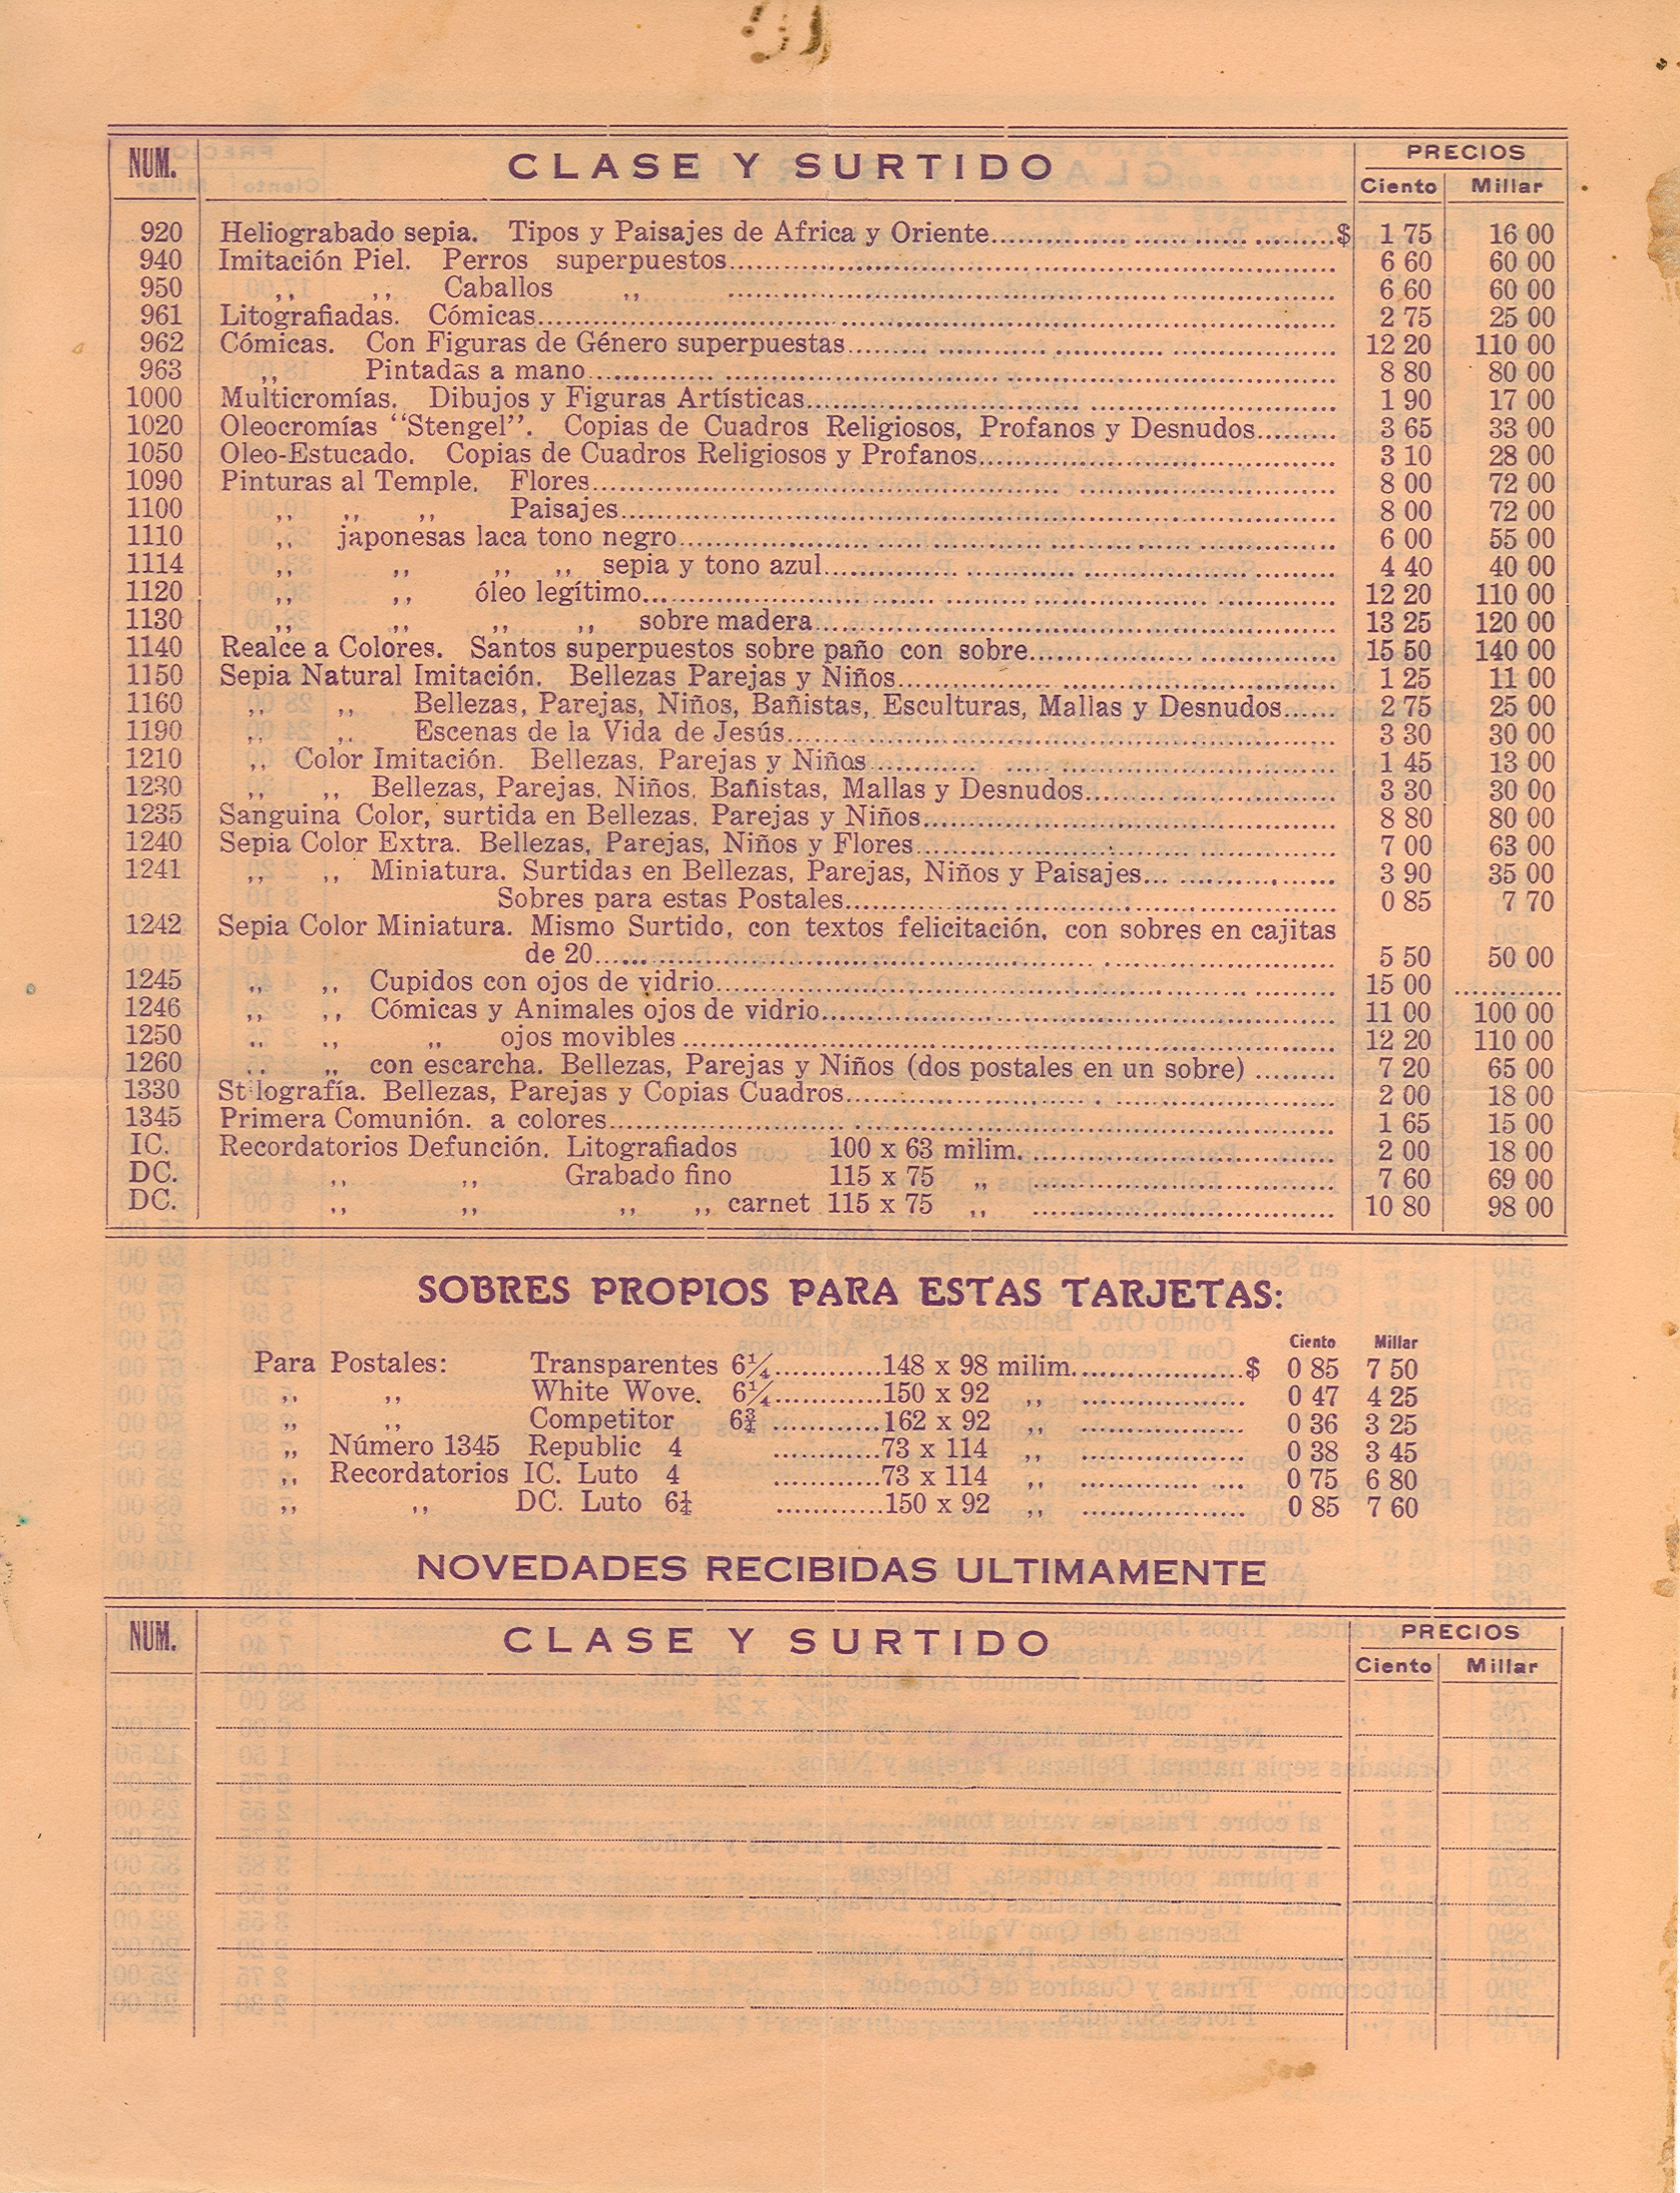 NUM. CLASE Y SURTIDO PRECIOS
Ciento Millar
920 Heliograbado sepia. Tipos y Paisajes de Africa y Oriente.......... $ 1 75 16 00
940 Imitación Piel. Perros superpuestos.......... 6 60 60 00
950 ,, ,, Caballos ,, .......... 6 60 60 00
961 Litografiadas. Cómicas.......... 2 75 25 00
962 Cómicas. Con Figuras de Género superpuestas.......... 12 20 110 00
963 ,, Pintadas a mano.......... 8 80 80 00
1000 Multicromías. Dibujos y Figuras Artísticas.......... 1 90 17 00
1020 Oleocromías "Stengel". Copias de Cuadros Religiosos, Profanos y Desnudos.......... 3 65 33 00
1050 Oleo-Estucado. Copias de Cuadros Religiosos y Profanos.......... 3 10 28 00
1090 Pinturas al Temple. Flores.......... 8 00 72 00
1100 ,, ,, ,, Paisajes.......... 8 00 72 00
1110 ,, japonesas laca tono negro.......... 6 00 55 00
1114 ,, ,, ,, ,, sepia y tono azul.......... 4 40 40 00
1120 ,, ,, óleo legítimo.......... 12 20 110 00
1130 ,, ,, ,, ,, sobre madera.......... 13 25 120 00
1140 Realce a Colores. Santos superpuestos sobre paño con sobre.......... 15 50 140 00
1150 Sepia Natural Imitación. Bellezas Parejas y Niños.......... 1 25 11 00
1160 ,, ,, Bellezas, Parejas, Niños, Bañistas, Esculturas, Mallas y Desnudos...... 2 75 25 00
1190 ,, ,, Escenas de la Vida de Jesús.......... 3 30 30 00
1210 ,, Color Imitación. Bellezas, Parejas y Niños.......... 1 45 13 00
1230 ,, ,, Bellezas, Parejas, Niños, Bañistas, Mallas y Desnudos.......... 3 30 30 00
1235 Sanguina Color, surtida en Bellezas, Parejas y Niños.......... 8 80 80 00
1240 Sepia Color Extra. Bellezas, Parejas, Niños y Flores.......... 7 00 63 00
1241 ,, ,, Miniatura. Surtidas en Bellezas, Parejas, Niños y Paisajes.......... 3 90 35 00
Sobres para estas Postales.......... 0 85 7 70
1242 Sepia Color Miniatura. Mismo Surtido, con textos felicitación, con sobres en cajitas
de 20.......... 5 50 50 00
1245 ,, ,, Cupidos con ojos de vidrio.......... 15 00 ..........
1246 ,, ,, Cómicas y Animales ojos de vidrio.......... 11 00 100 00
1250 ,, ,, ,, ojos movibles.......... 12 20 110 00
1260 ,, ,, con escarcha. Bellezas, Parejas y Niños (dos postales en un sobre) ......... 7 20 65 00
1330 St lografía. Bellezas, Parejas y Copias Cuadros.......... 2 00 18 00
1345 Primera Comunión. a colores.......... 1 65 15 00
IC. Recordatorios Defunción. Litografiados 100 x 63 milim. .......... 2 00 18 00
DC. ,, ,, Grabado fino 115 x 75 ,, .......... 7 60 69 00
DC. ,, ,, ,, ,, carnet 115 x 75 ,, .......... 10 80 98 00
SOBRES PROPIOS PARA ESTAS TARJETAS:
Ciento Millar
Para Postales: Transparentes 6¼............148 x 98 milim.......... $ 0 85 7 50
,, ,, White Wove. 6¼............150 x 92 ,, .......... 0 47 4 25
,, ,, Competitor 6¾ ............162 x 92 ,, .......... 0 36 3 25
,, Número 1345 Republic 4 ............73 x 114 ,, .......... 0 38 3 45
,, Recordatorios IC. Luto 4 ............73 x 114 ,, .......... 0 75 6 80
,, ,, DC. Luto 6¼ ............150 x 92 ,, .......... 0 85 7 60
NOVEDADES RECIBIDAS ULTIMAMENTE
NUM. CLASE Y SURTIDO PRECIOS
Ciento Millar